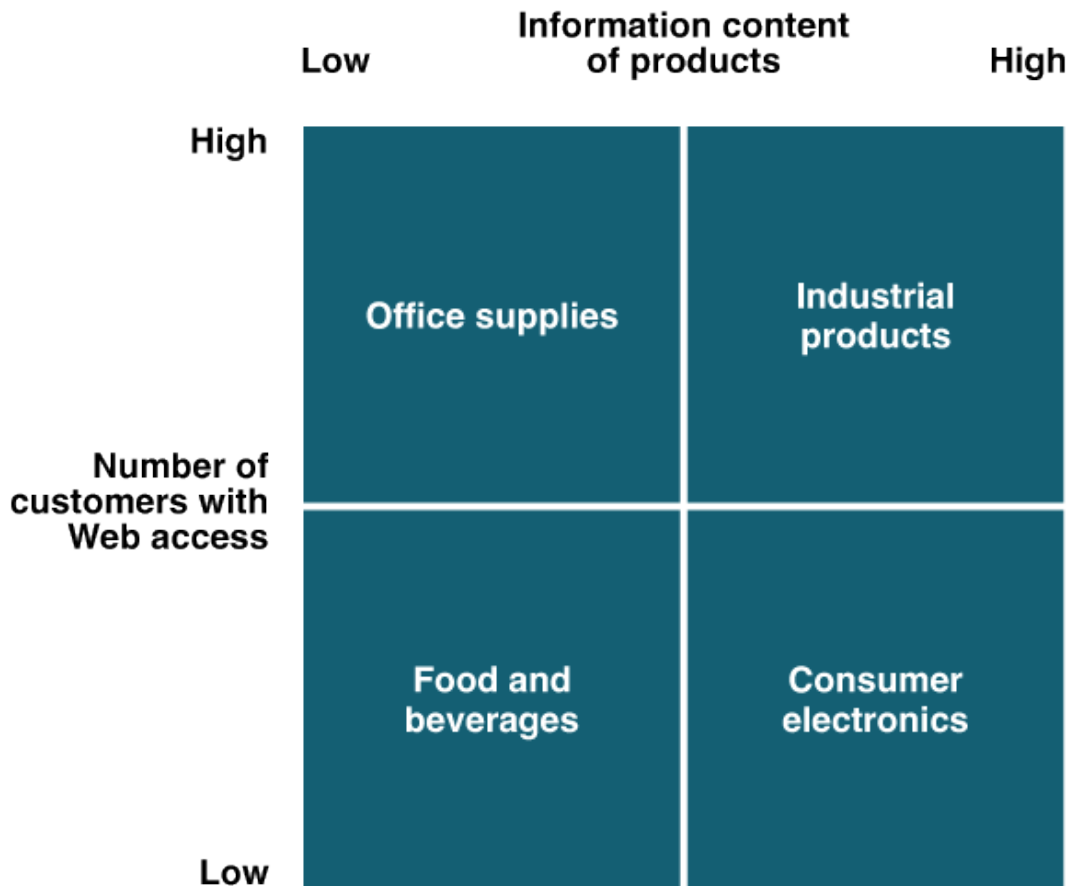 Information content
of products
Low
High
High
Office supplies
Industrial
products
Number of
customers with
Web access
Food and
beverages
Consumer
electronics
Low